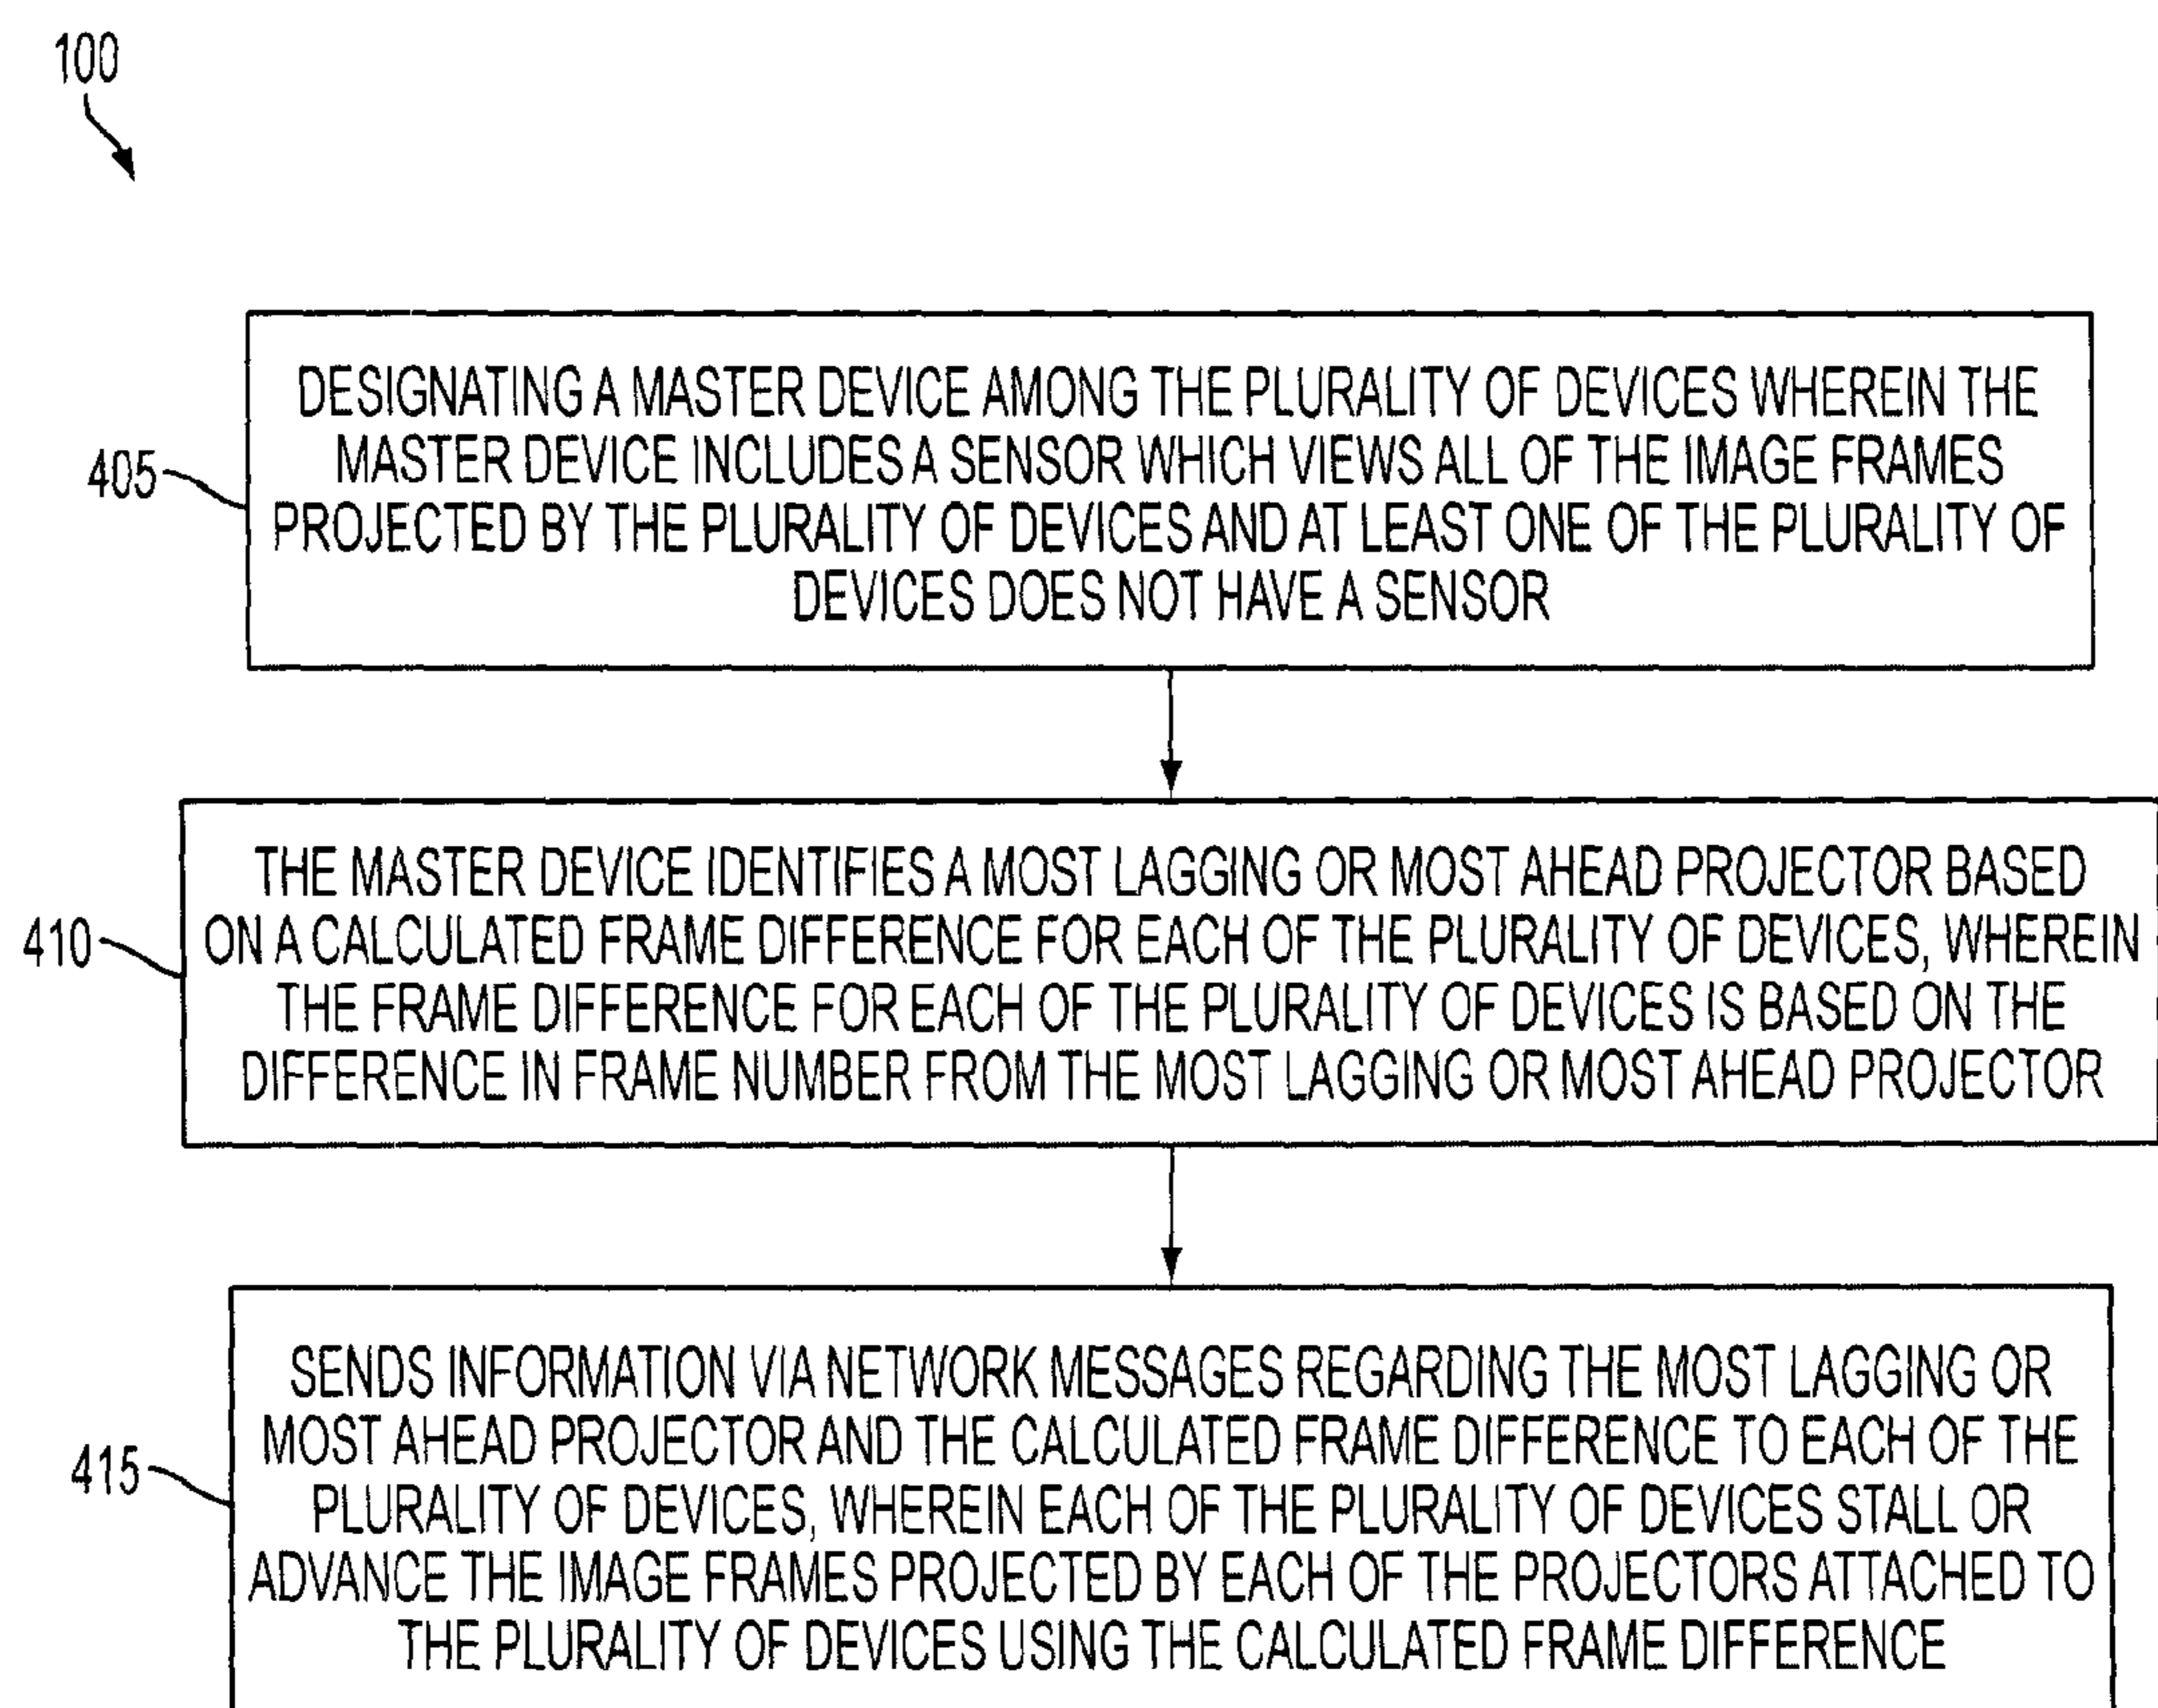 100
405
DESIGNATING A MASTER DEVICE AMONG THE PLURALITY OF DEVICES WHEREIN THE
MASTER DEVICE INCLUDES A SENSOR WHICH VIEWS ALL OF THE IMAGE FRAMES
PROJECTED BY THE PLURALITY OF DEVICES AND AT LEAST ONE OF THE PLURALITY OF
DEVICES DOES NOT HAVE A SENSOR
410
THE MASTER DEVICE IDENTIFIES A MOST LAGGING OR MOST AHEAD PROJECTOR BASED
ON A CALCULATED FRAME DIFFERENCE FOR EACH OF THE PLURALITY OF DEVICES, WHEREIN
THE FRAME DIFFERENCE FOR EACH OF THE PLURALITY OF DEVICES IS BASED ON THE
DIFFERENCE IN FRAME NUMBER FROM THE MOST LAGGING OR MOST AHEAD PROJECTOR
415
SENDS INFORMATION VIA NETWORK MESSAGES REGARDING THE MOST LAGGING OR
MOST AHEAD PROJECTOR AND THE CALCULATED FRAME DIFFERENCE TO EACH OF THE
PLURALITY OF DEVICES, WHEREIN EACH OF THE PLURALITY OF DEVICES STALL OR
ADVANCE THE IMAGE FRAMES PROJECTED BY EACH OF THE PROJECTORS ATTACHED TO
THE PLURALITY OF DEVICES USING THE CALCULATED FRAME DIFFERENCE